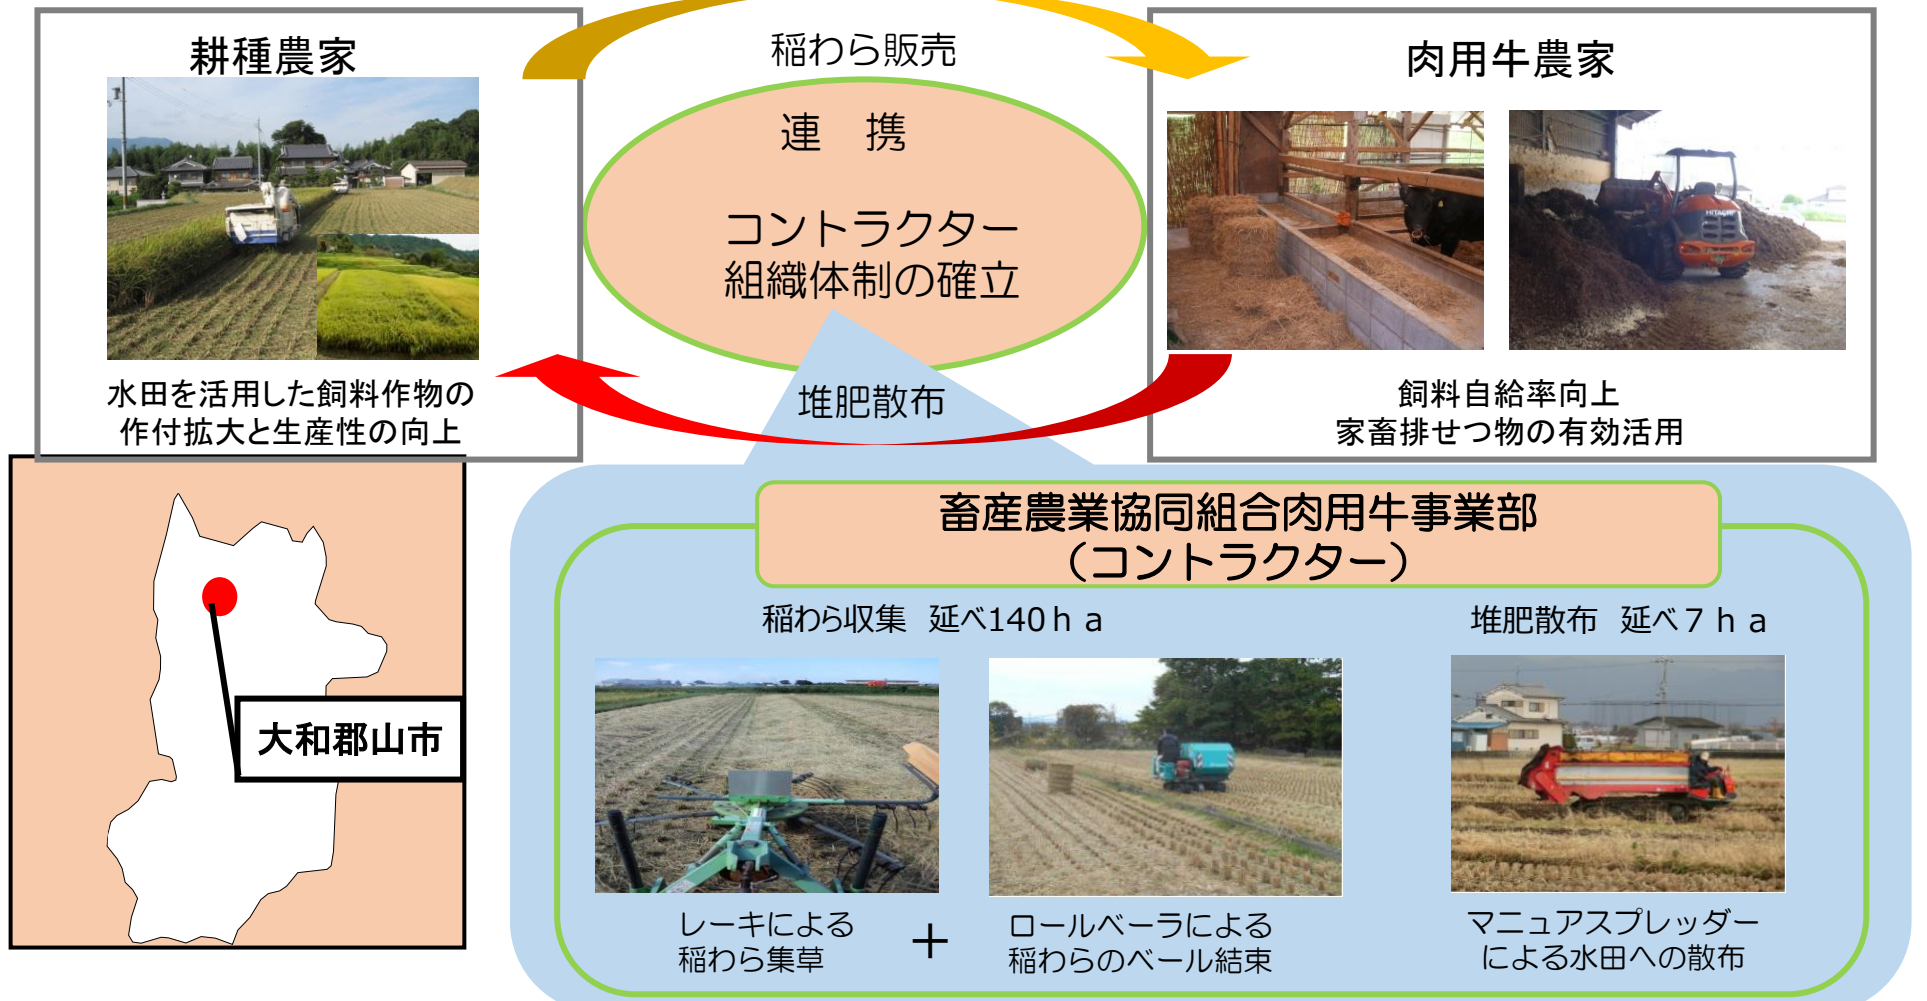 耕種農家
水田を活用した飼料作物の
作付拡大と生産性の向上
稲わら販売
連　携
コントラクター
組織体制の確立
堆肥散布
肉用牛農家
HITACHI
飼料自給率向上
家畜排せつ物の有効活用
大和郡山市
畜産農業協同組合肉用牛事業部
（コントラクター）
稲わら収集　延べ140ｈａ
堆肥散布　延べ７ｈａ
レーキによる
稲わら集草
＋
ロールベーラによる
稲わらのベール結束
マニュアスプレッダー
による水田への散布